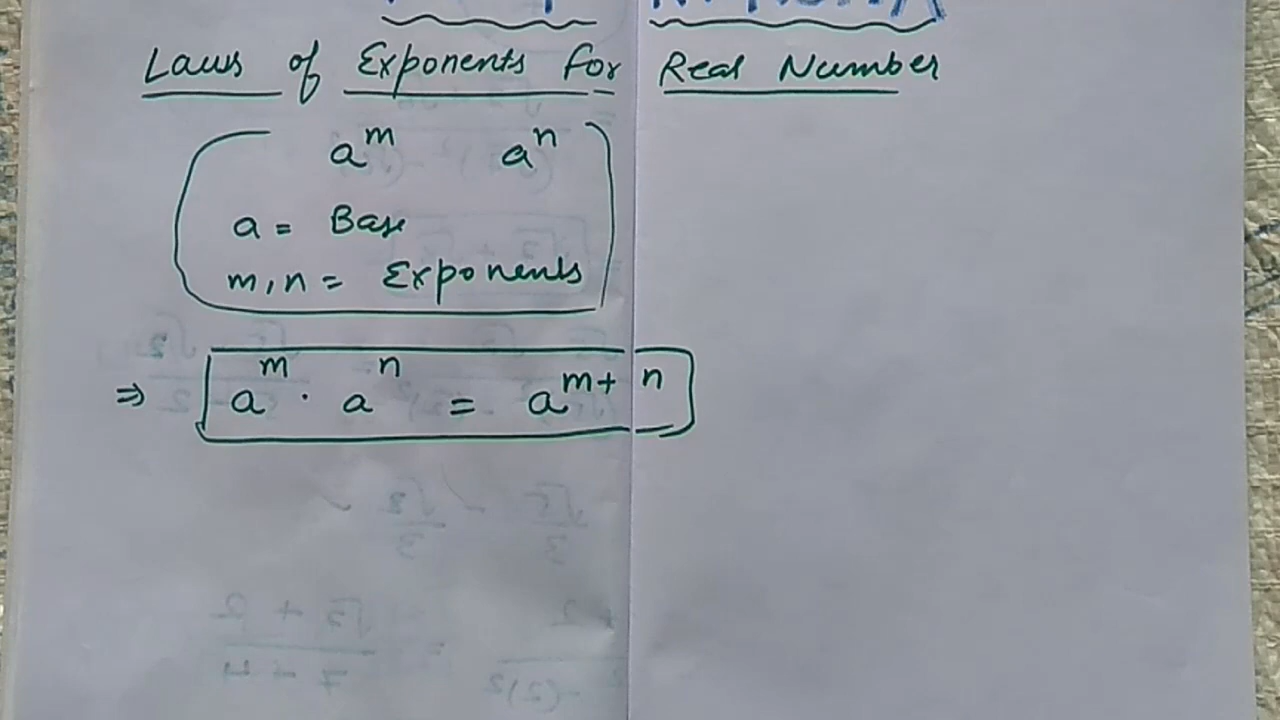 Laws of Exponents for Real Number
a^m a^n
a = Base
m, n = Exponents
⇒ a^m · a^n = a^{m+n}